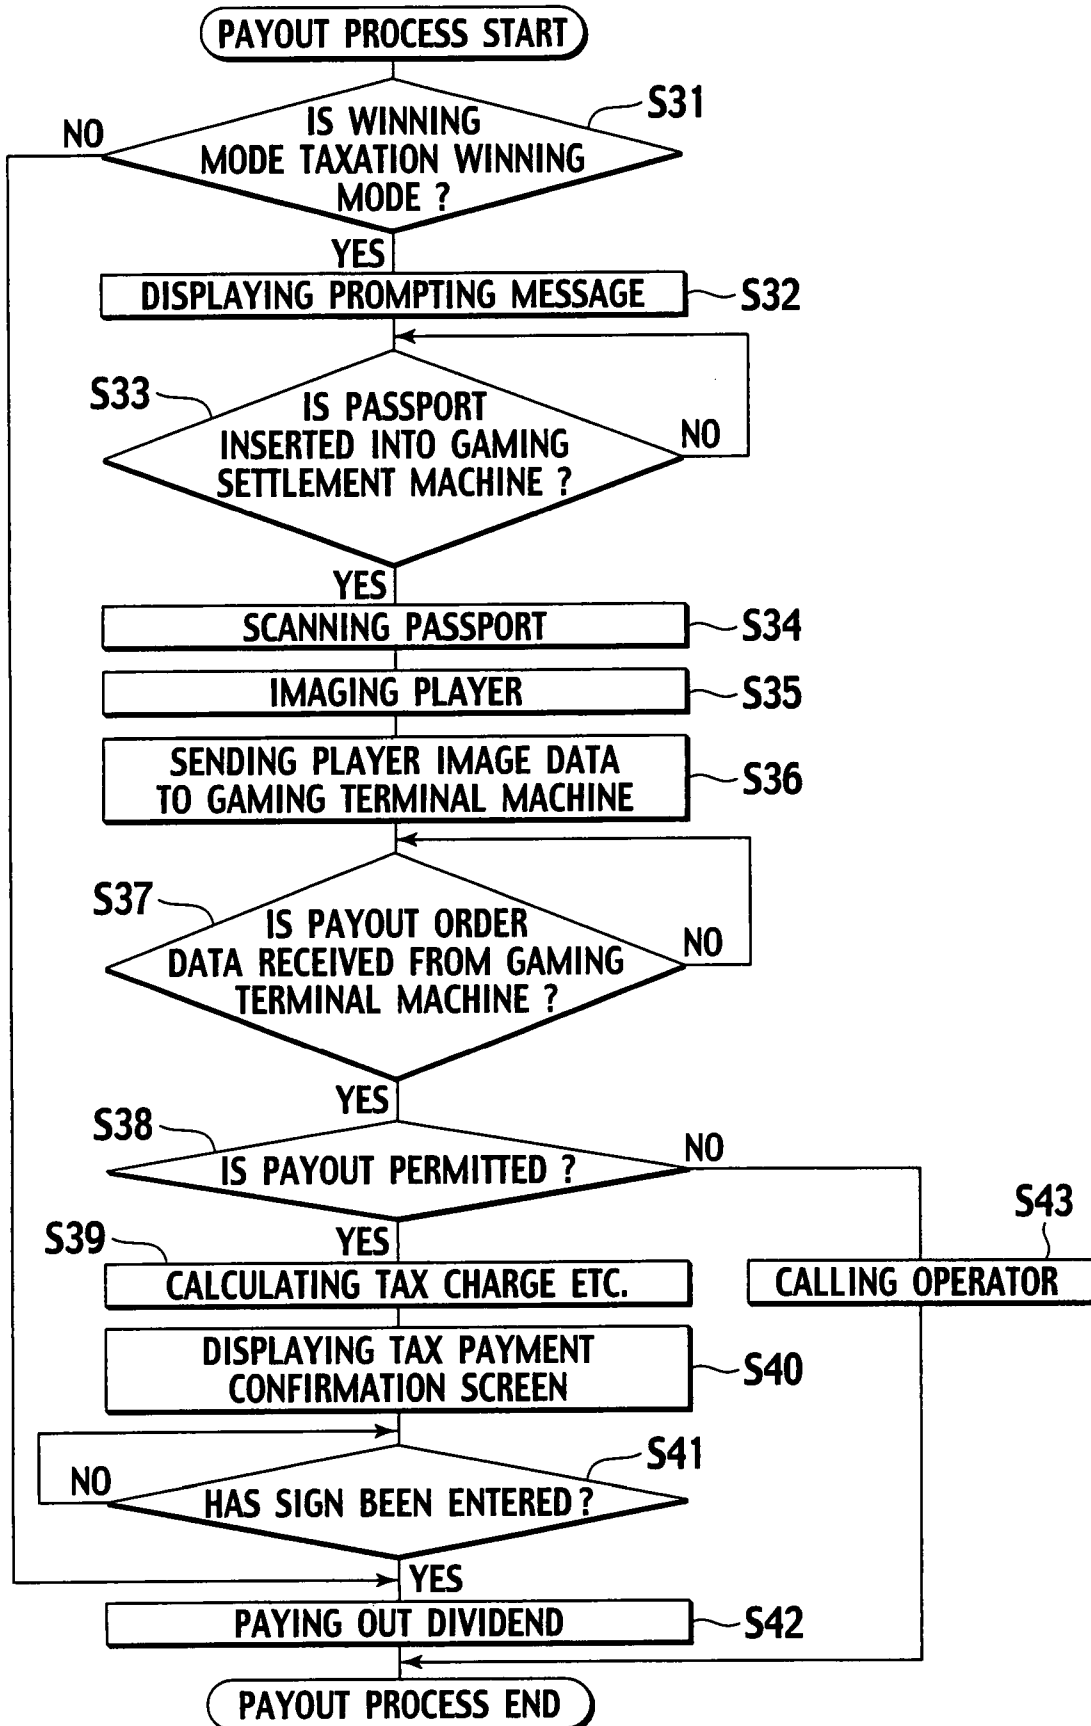 PAYOUT PROCESS START
S31
IS WINNING
MODE TAXATION WINNING
MODE ?
NO
YES
DISPLAYING PROMPTING MESSAGE
S32
S33
IS PASSPORT
INSERTED INTO GAMING
SETTLEMENT MACHINE ?
NO
YES
SCANNING PASSPORT
S34
IMAGING PLAYER
S35
SENDING PLAYER IMAGE DATA
TO GAMING TERMINAL MACHINE
S36
S37
IS PAYOUT ORDER
DATA RECEIVED FROM GAMING
TERMINAL MACHINE ?
NO
YES
S38
IS PAYOUT PERMITTED ?
NO
YES
S39
CALCULATING TAX CHARGE ETC.
S43
CALLING OPERATOR
DISPLAYING TAX PAYMENT
CONFIRMATION SCREEN
S40
S41
NO
HAS SIGN BEEN ENTERED ?
YES
PAYING OUT DIVIDEND
S42
PAYOUT PROCESS END